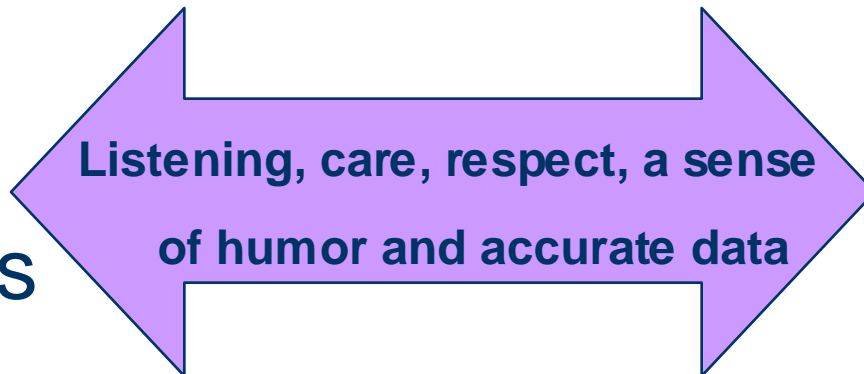 Listening, care, respect, a sense
of humor and accurate data
s